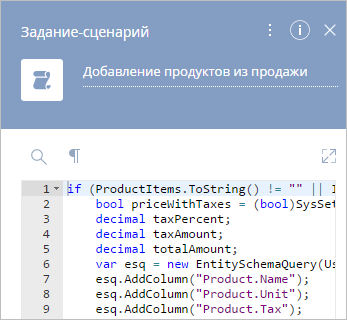 Задание-сценарий
Добавление продуктов из продажи
1 if (ProductItems.ToString() != "" ||
2 bool priceWithTaxes = (bool)SysSet
3 decimal taxPercent;
4 decimal taxAmount;
5 decimal totalAmount;
6 var esq = new EntitySchemaQuery(Us
7 esq.AddColumn("Product.Name");
8 esq.AddColumn("Product.Unit");
9 esq.AddColumn("Product.Tax");